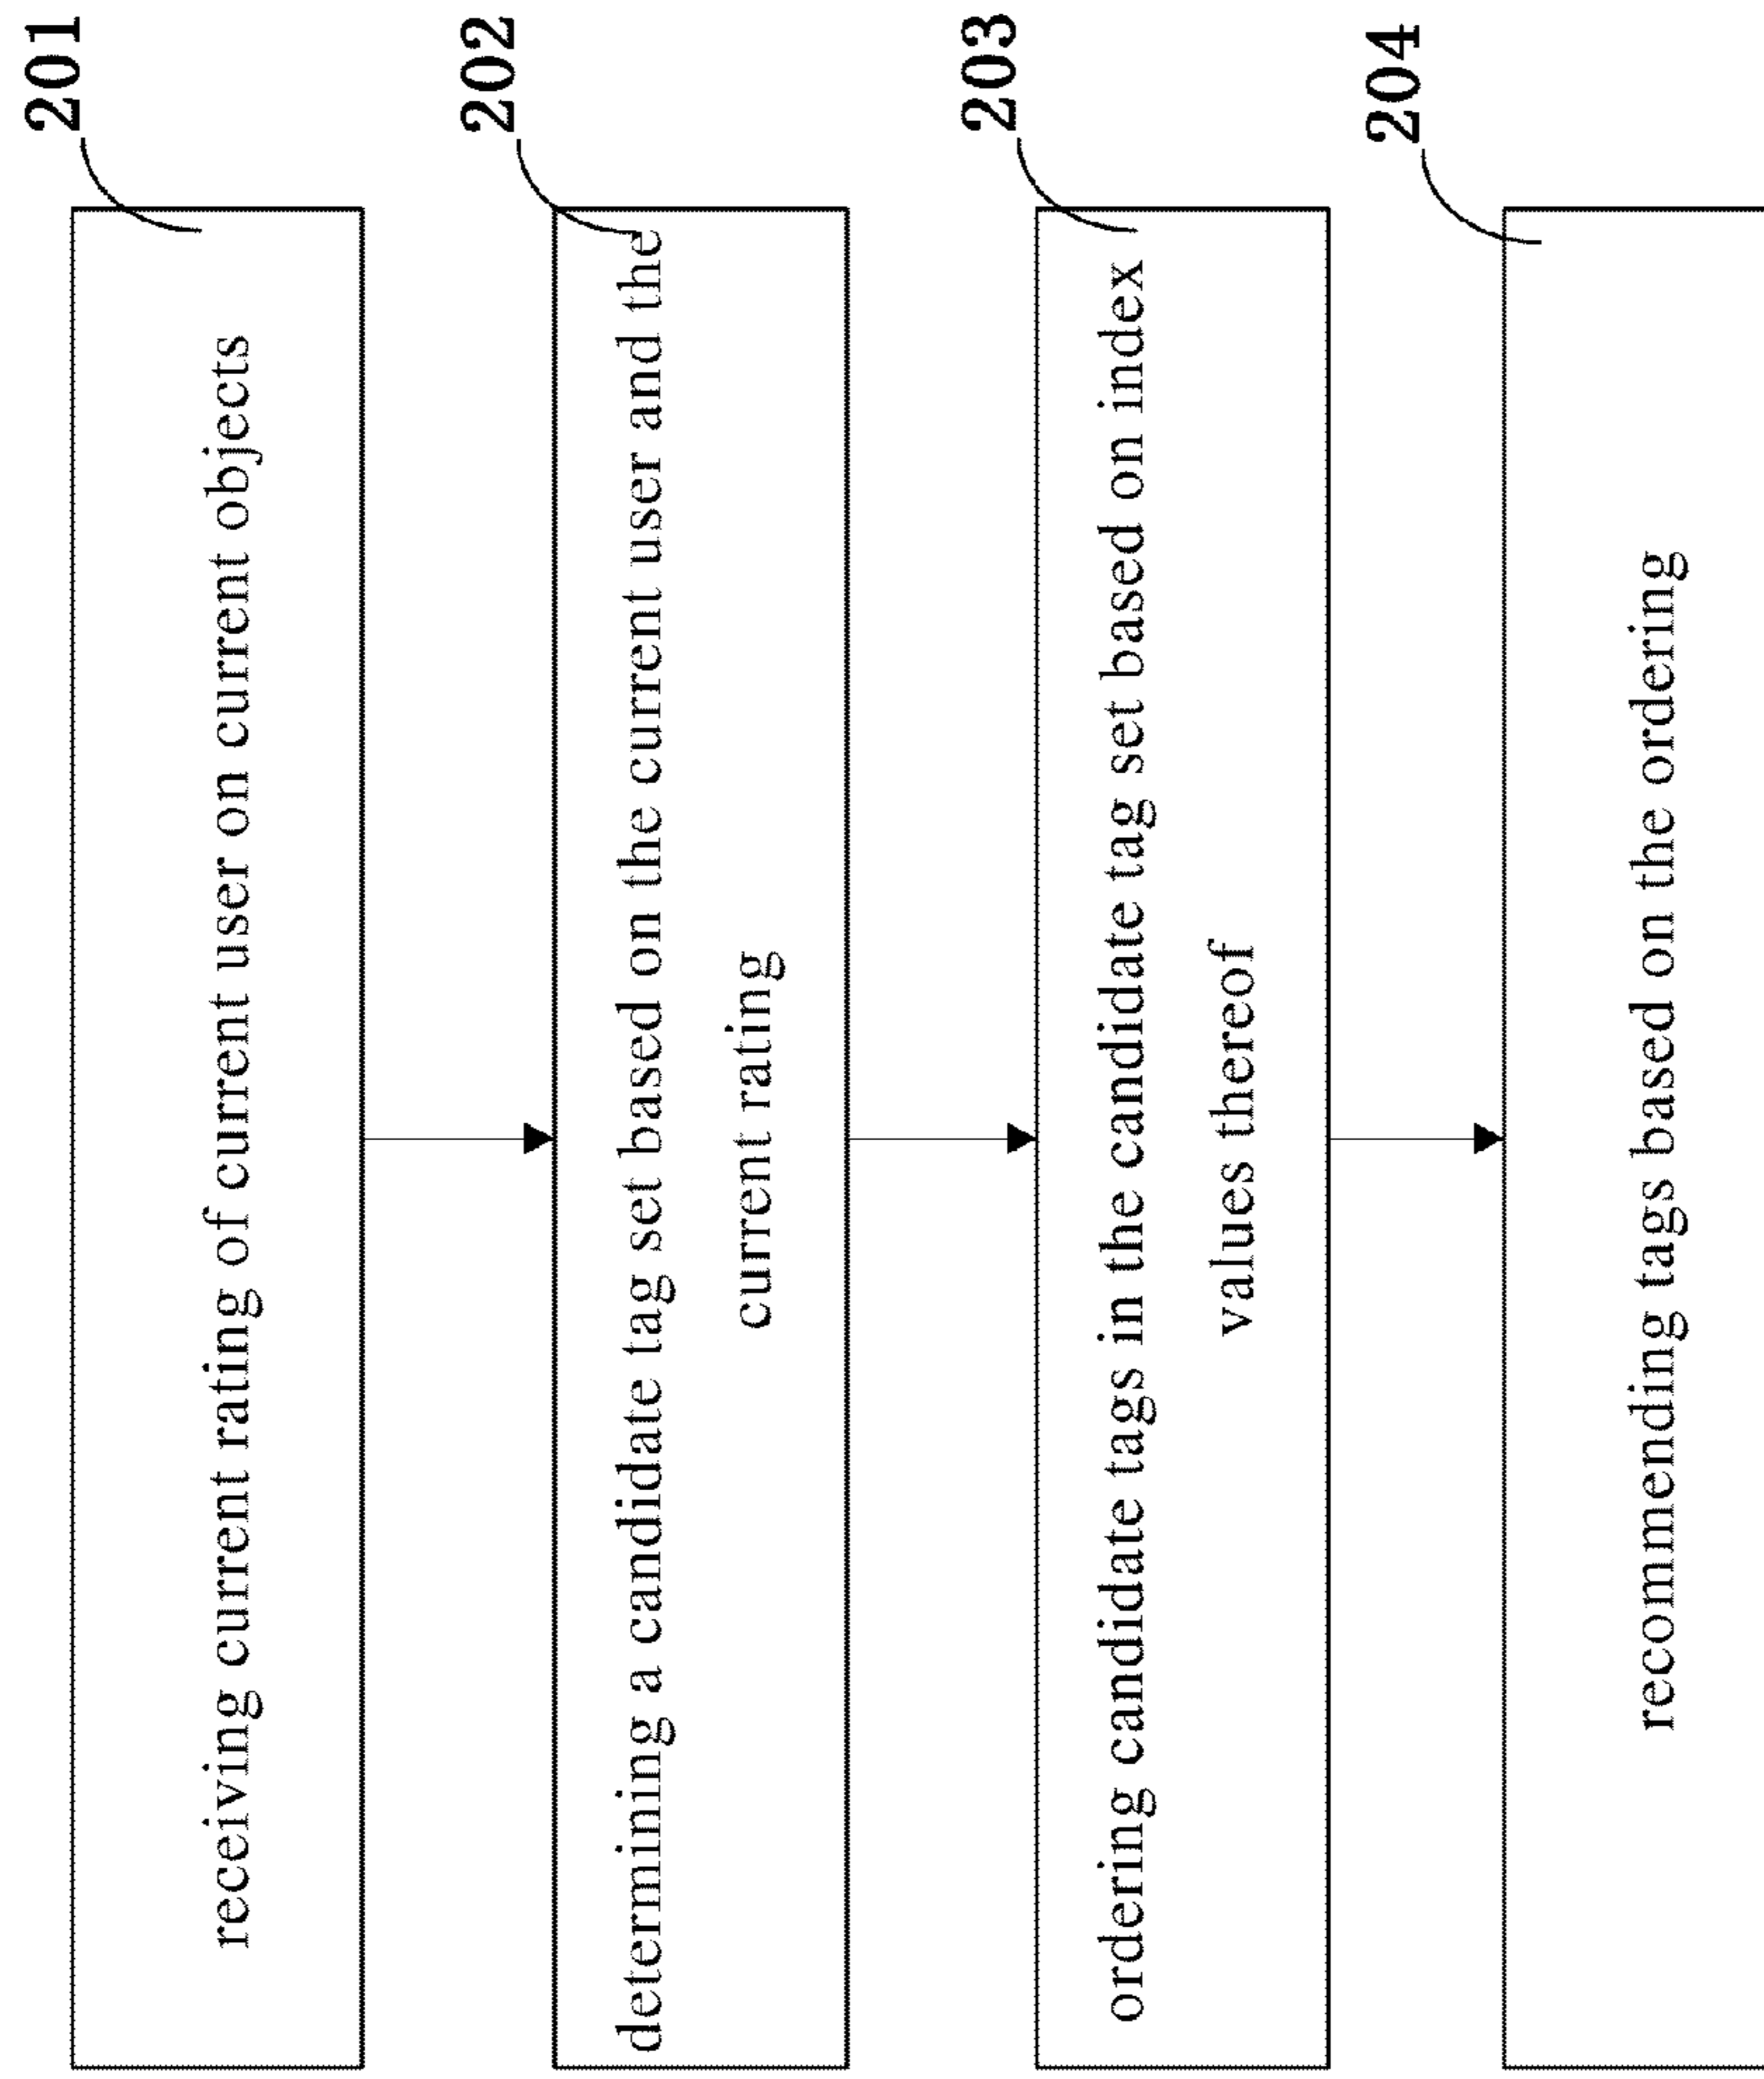 201
receiving current rating of current user on current objects
202
determining a candidate tag set based on the current user and the
current rating
203
ordering candidate tags in the candidate tag set based on index
values thereof
204
recommending tags based on the ordering